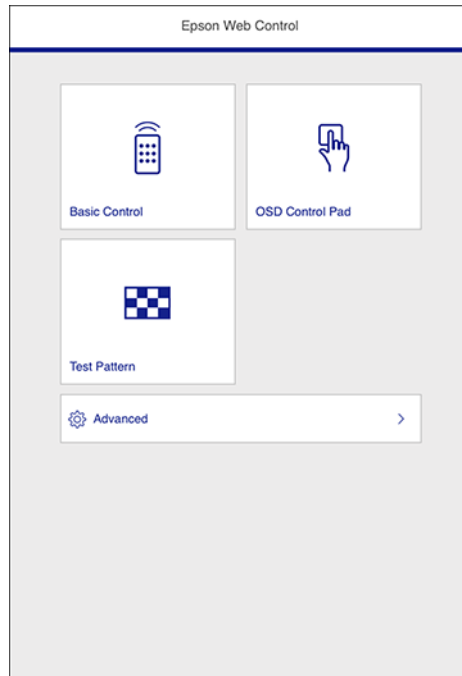 Epson Web Control
Basic Control
OSD Control Pad
Test Pattern
Advanced